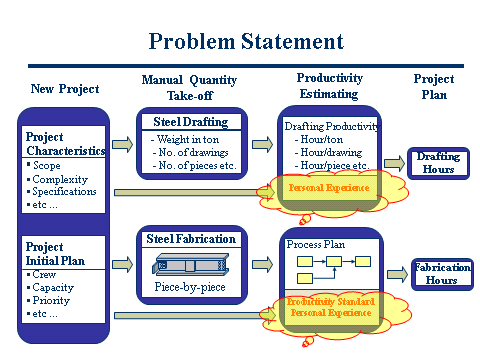 Problem Statement
New Project
Manual Quantity
Take-off
Productivity
Estimating
Project
Plan
Project
Characteristics
▪ Scope
▪ Complexity
▪ Specifications
▪ etc ...
Steel Drafting
- Weight in ton
- No. of drawings
- No. of pieces etc.
Drafting Productivity
- Hour/ton
- Hour/drawing
- Hour/piece etc.
Personal Experience
Drafting
Hours
Project
Initial Plan
▪ Crew
▪ Capacity
▪ Priority
▪ etc ...
Steel Fabrication
Piece-by-piece
Process Plan
Productivity Standard
Personal Experience
Fabrication
Hours